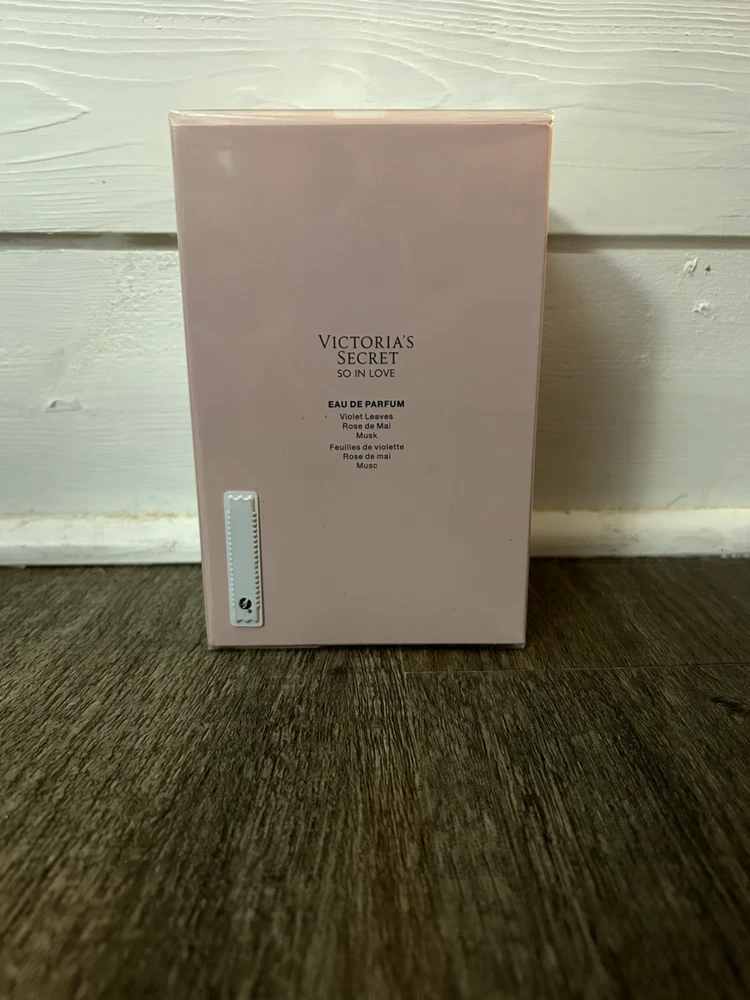 VICTORIA'S
SECRET
SO IN LOVE
EAU DE PARFUM
Violet Leaves
Rose de Mai
Musk
Feuilles de violette
Rose de mai
Musc